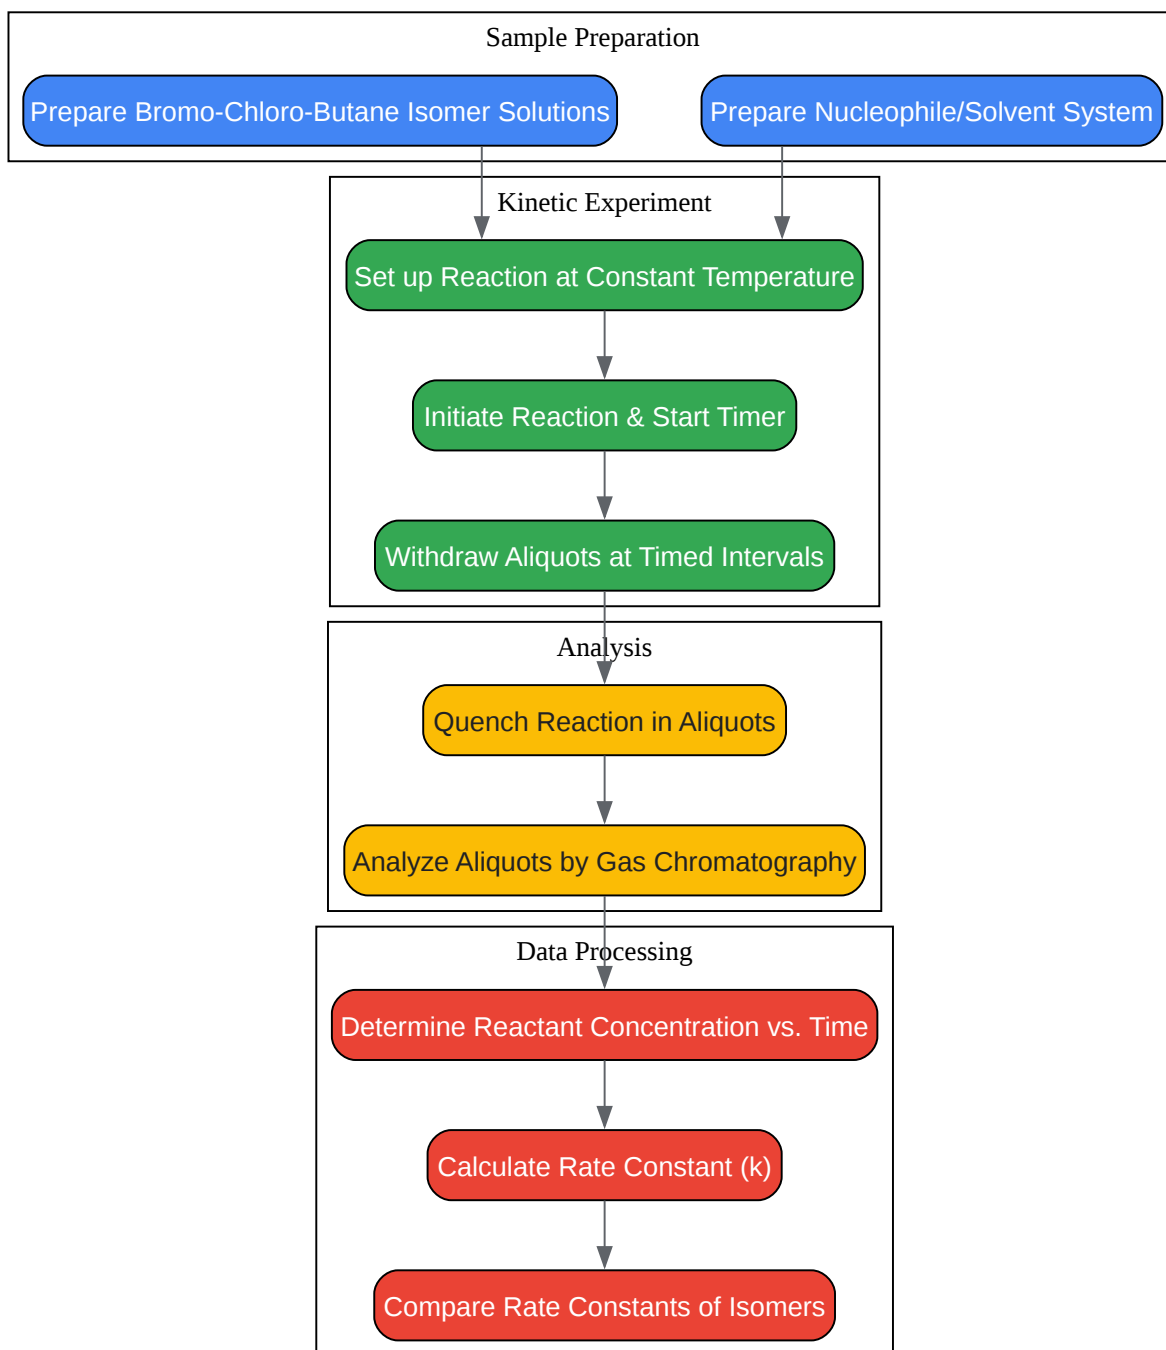 Sample Preparation
Prepare Bromo-Chloro-Butane Isomer Solutions
Prepare Nucleophile/Solvent System
Kinetic Experiment
Set up Reaction at Constant Temperature
Initiate Reaction & Start Timer
Withdraw Aliquots at Timed Intervals
Analysis
Quench Reaction in Aliquots
Analyze Aliquots by Gas Chromatography
Data Processing
Determine Reactant Concentration vs. Time
Calculate Rate Constant (k)
Compare Rate Constants of Isomers